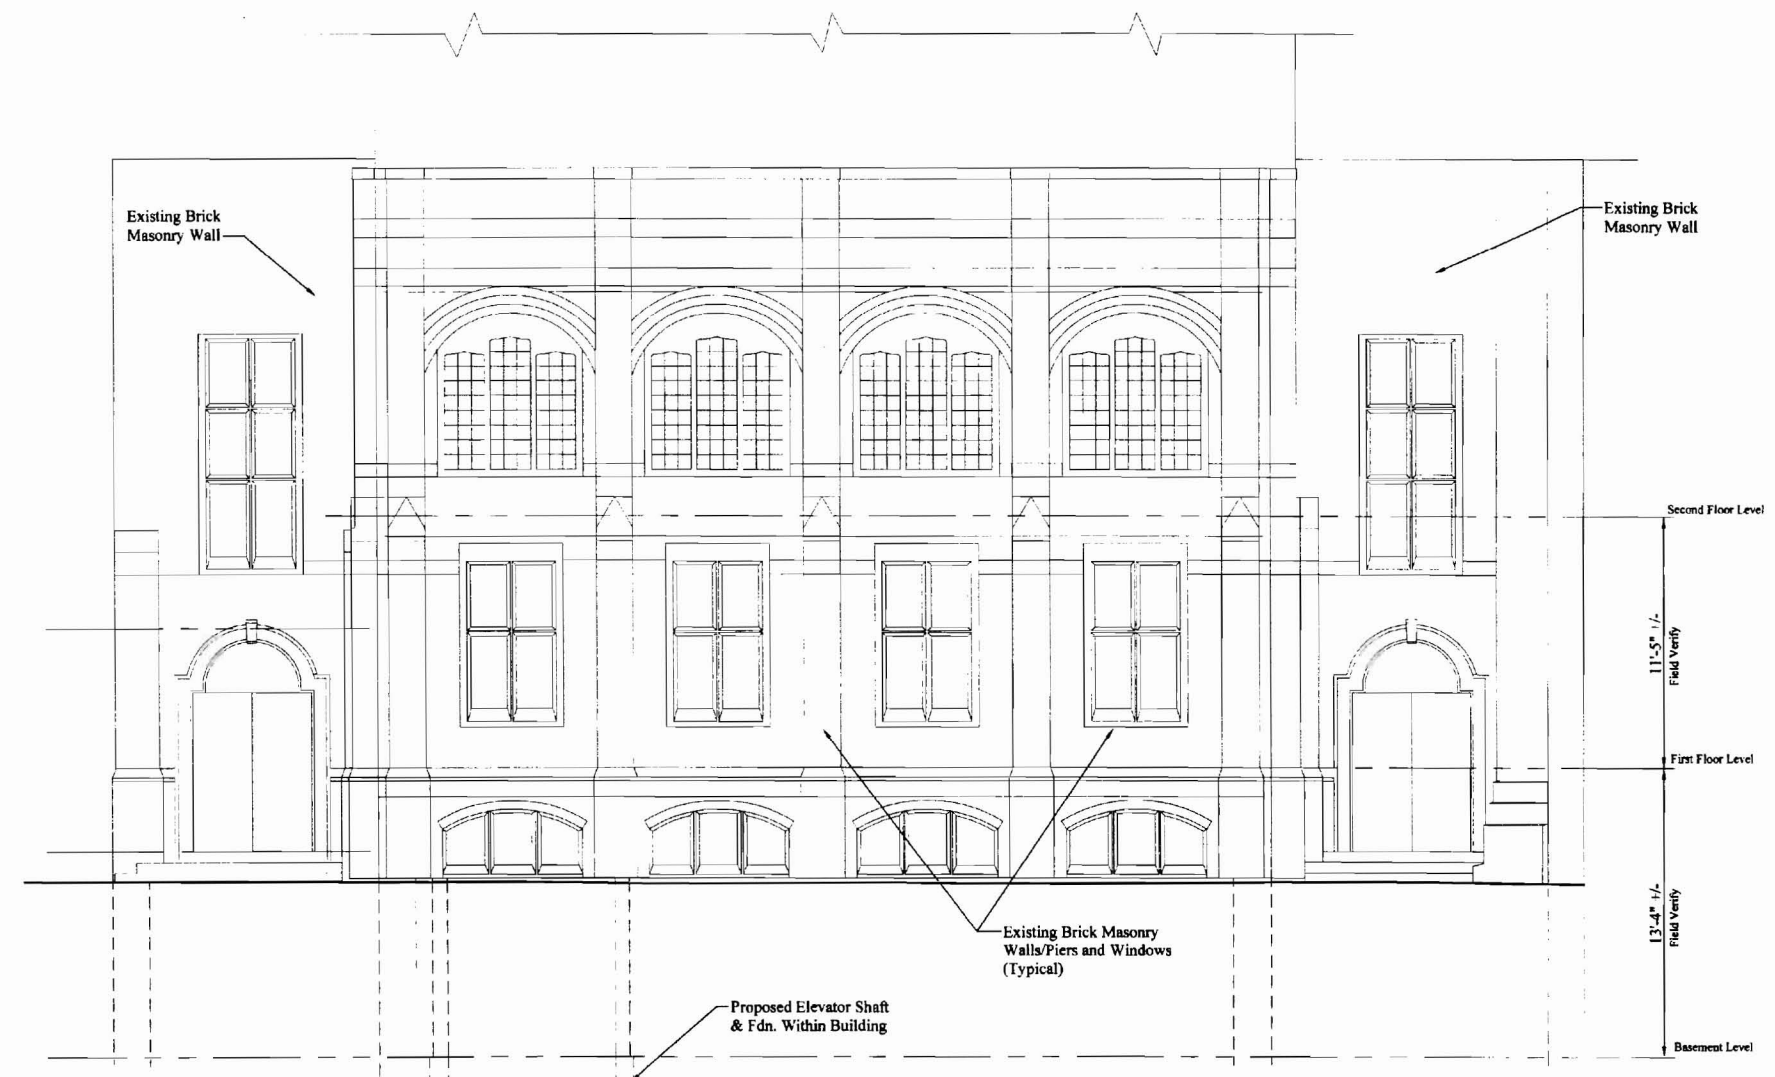 Existing Brick
Masonry Wall
Existing Brick
Masonry Wall
Second Floor Level
11'-5" +/-
Field Verify
First Floor Level
13'-4" +/-
Field Verify
Existing Brick Masonry
Walls/Piers and Windows
(Typical)
Proposed Elevator Shaft
& Fdn. Within Building
Basement Level